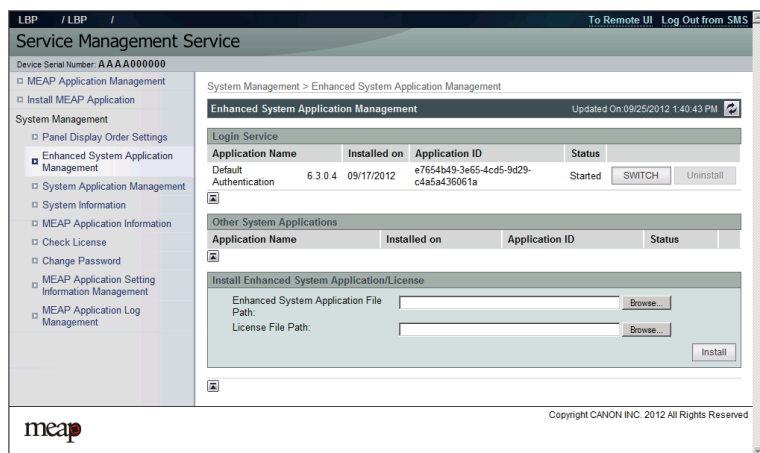 LBP / LBP /
To Remote UI Log Out from SMS
Service Management Service
Device Serial Number: AAAA000000
MEAP Application Management
Install MEAP Application
System Management
Panel Display Order Settings
Enhanced System Application
Management
System Application Management
System Information
MEAP Application Information
Check License
Change Password
MEAP Application Setting
Information Management
MEAP Application Log
Management
System Management > Enhanced System Application Management
Enhanced System Application Management Updated On:09/25/2012 1:40:43 PM
Login Service
Application Name Installed on Application ID Status
Default
Authentication 6.3.0.4 09/17/2012 e7654b49-3e65-4cd5-9d29-
c4a5a436061a Started SWITCH Uninstall
Other System Applications
Application Name Installed on Application ID Status
Install Enhanced System Application/License
Enhanced System Application File
Path: Browse...
License File Path: Browse...
Install
Copyright CANON INC. 2012 All Rights Reserved
meap